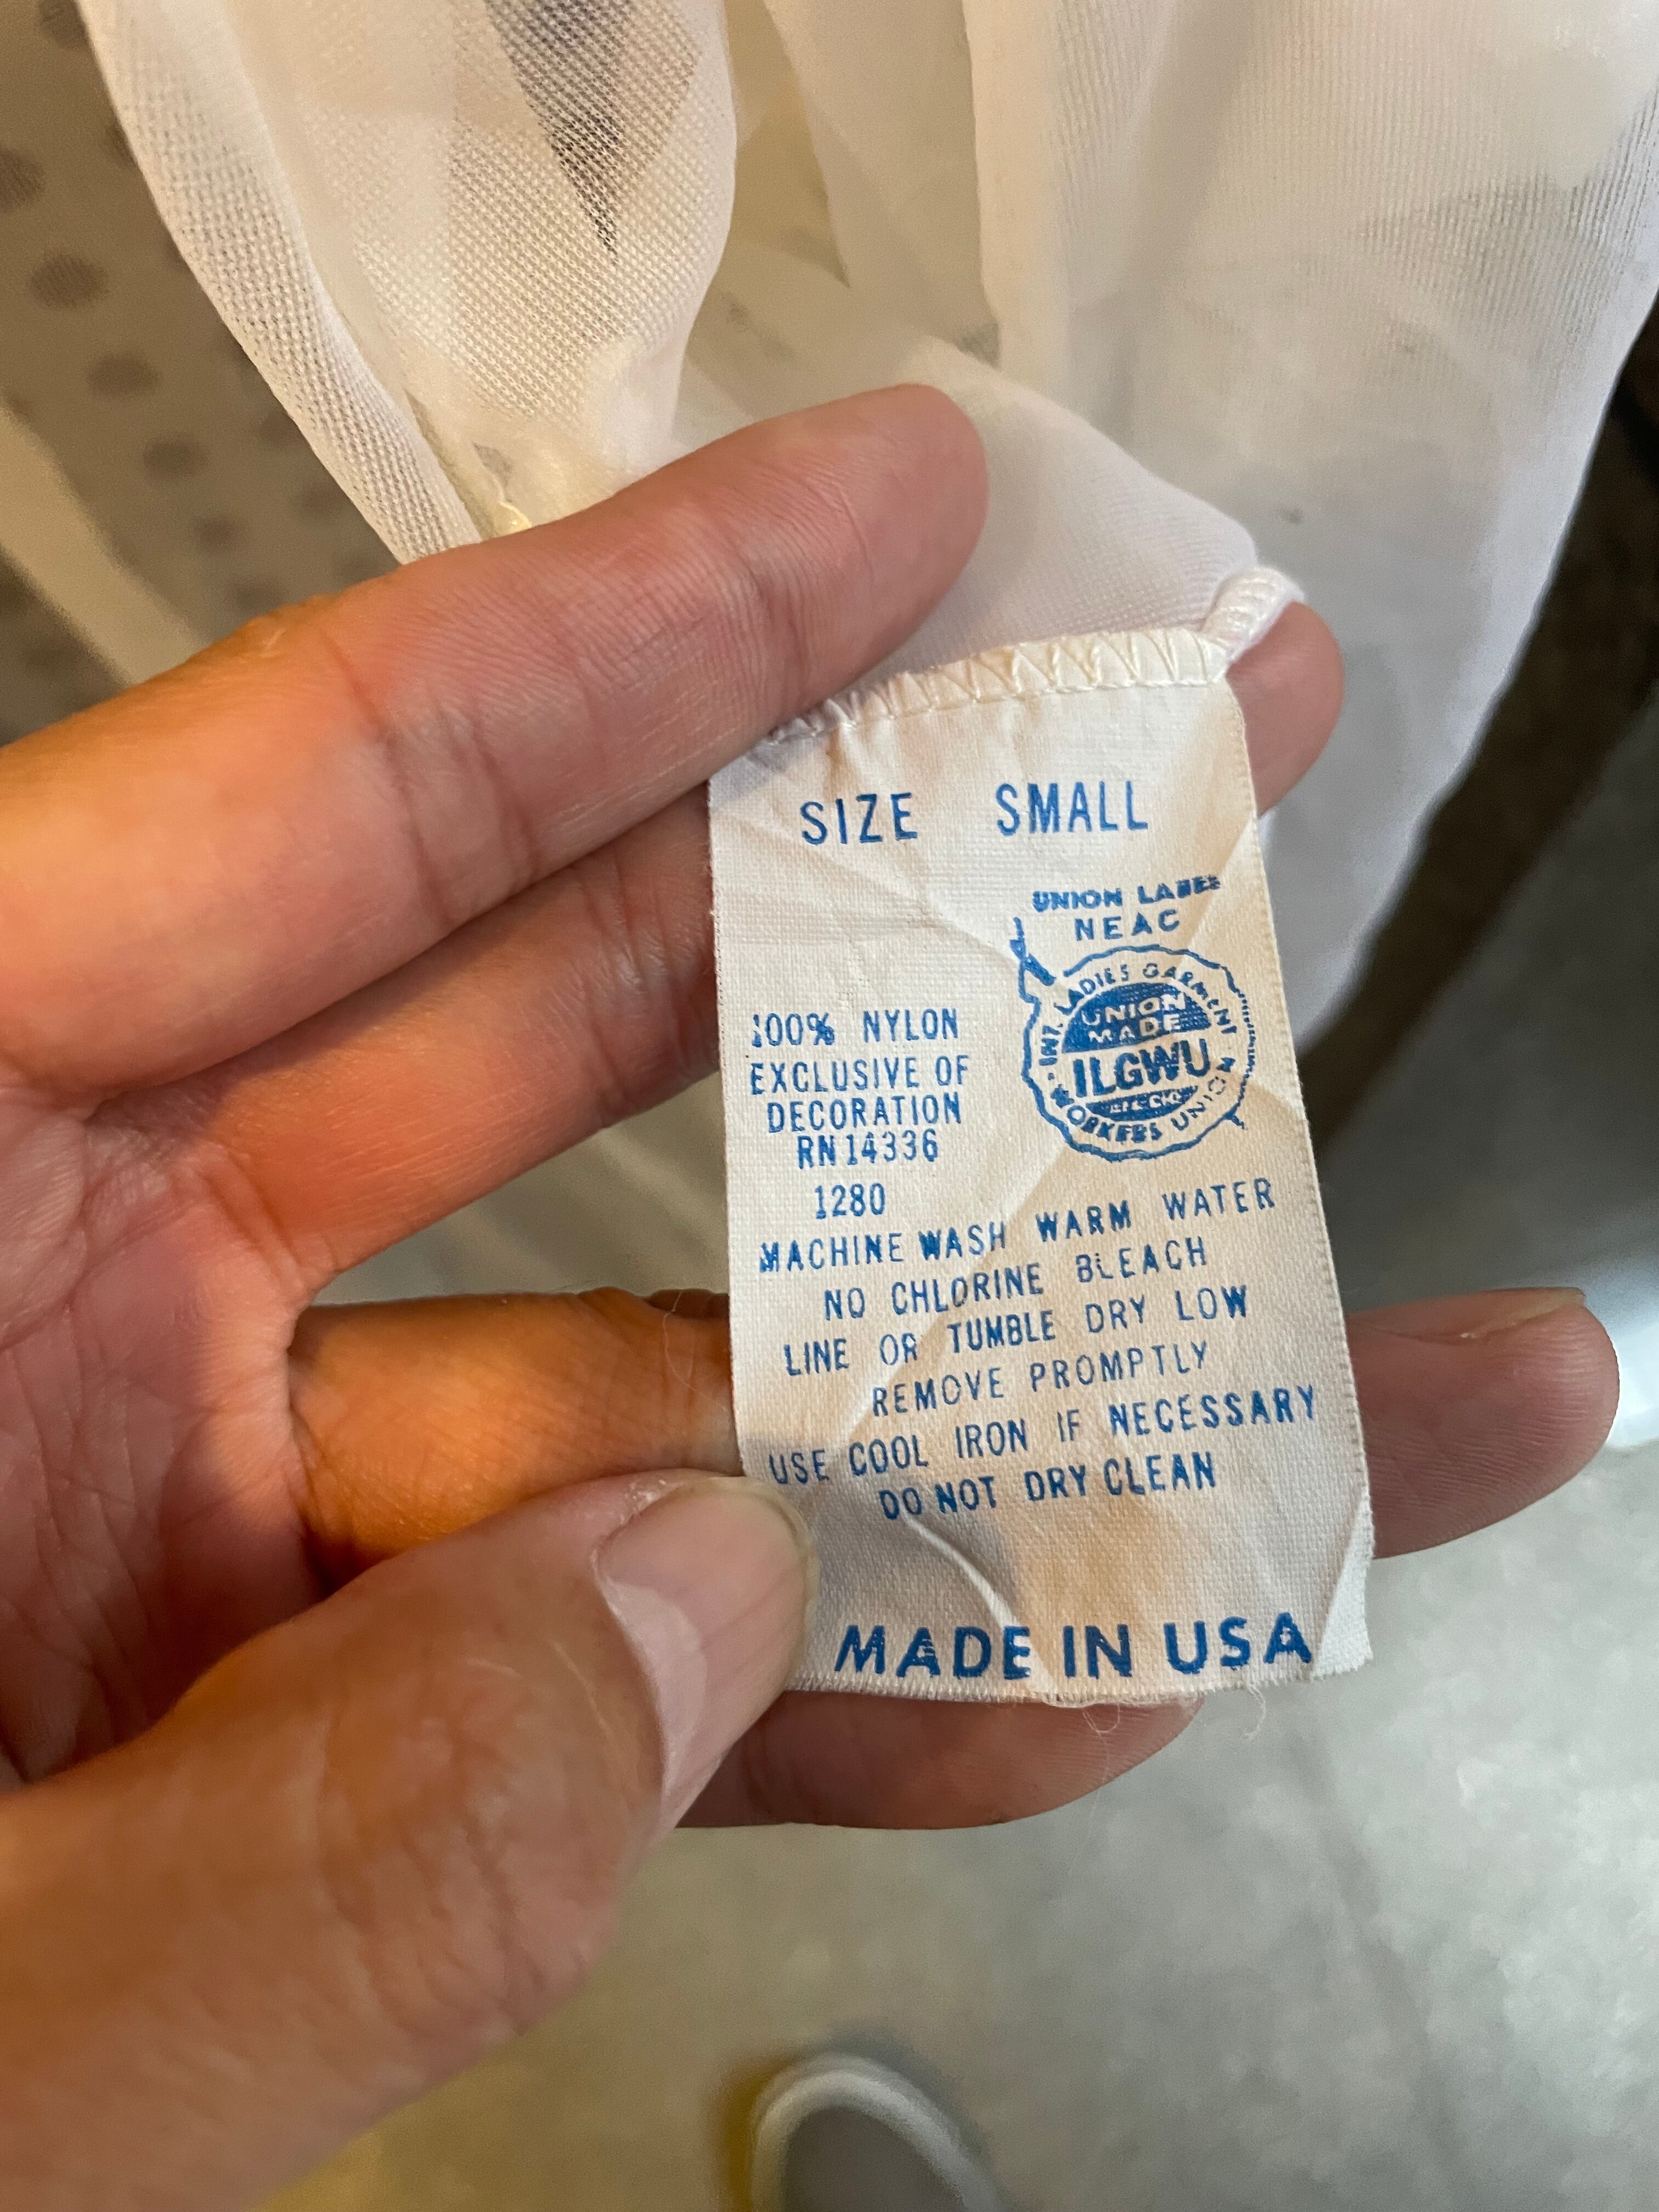 SIZE SMALL
UNION LABEL
NEAC
INT. LADIES GARMENT WORKERS UNION
UNION
MADE
ILGWU
AFL-CIO
100% NYLON
EXCLUSIVE OF
DECORATION
RN 14336
1280
MACHINE WASH WARM WATER
NO CHLORINE BLEACH
LINE OR TUMBLE DRY LOW
REMOVE PROMPTLY
USE COOL IRON IF NECESSARY
DO NOT DRY CLEAN
MADE IN USA